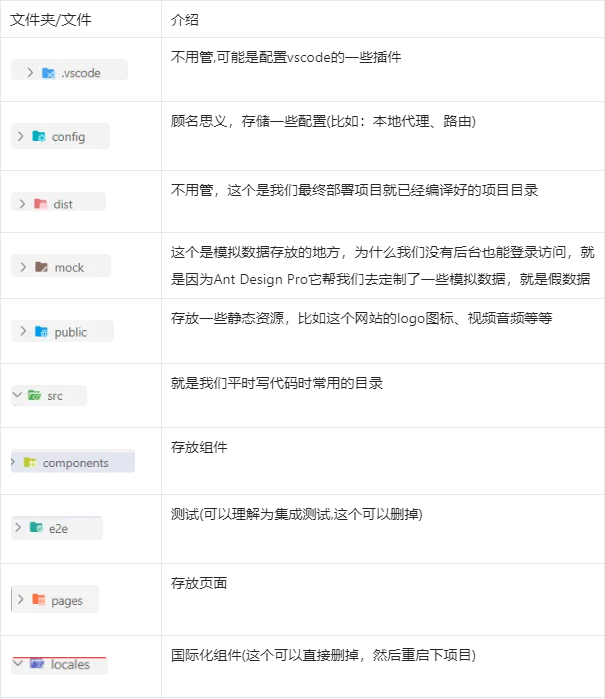 文件夹/文件 介绍
.vscode 不用管,可能是配置vscode的一些插件
config 顾名思义，存储一些配置(比如：本地代理、路由)
dist 不用管，这个是我们最终部署项目就已经编译好的项目目录
mock 这个是模拟数据存放的地方，为什么我们没有后台也能登录访问，就
是因为Ant Design Pro它帮我们去定制了一些模拟数据，就是假数据
public 存放一些静态资源，比如这个网站的logo图标、视频音频等等
src 就是我们平时写代码时常用的目录
components 存放组件
e2e 测试(可以理解为集成测试,这个可以删掉)
pages 存放页面
locales 国际化组件(这个可以直接删掉，然后重启下项目)